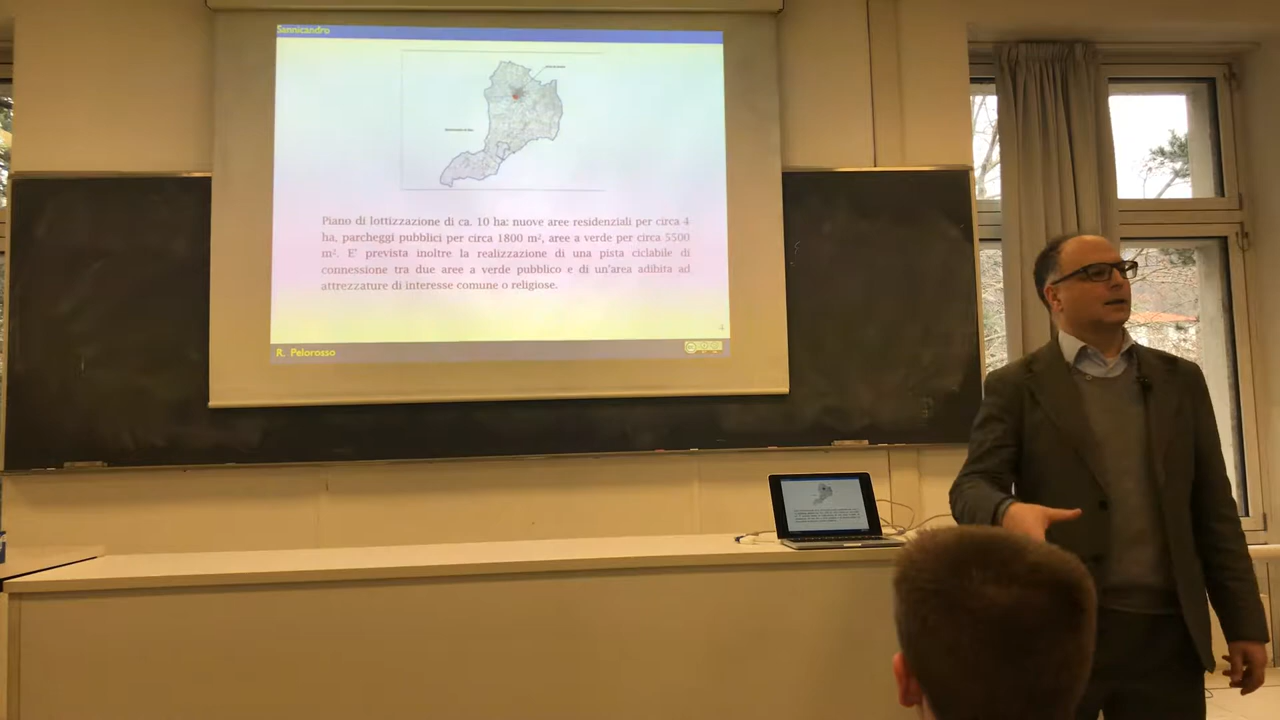 Sannicandro
Piano di lottizzazione di ca. 10 ha: nuove aree residenziali per circa 4
ha, parcheggi pubblici per circa 1800 m², aree a verde per circa 5500
m². E' prevista inoltre la realizzazione di una pista ciclabile di
connessione tra due aree a verde pubblico e di un'area adibita ad
attrezzature di interesse comune o religiose.
4
R. Pelorosso